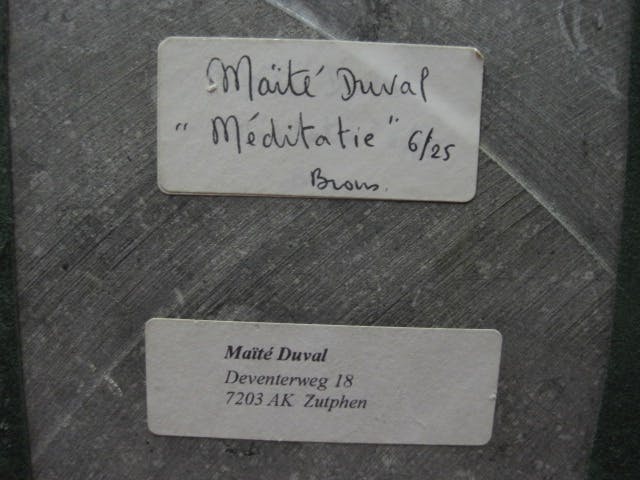 Maïté Duval
"Méditatie" 6/25
Brons.
Maïté Duval
Deventerweg 18
7203 AK Zutphen